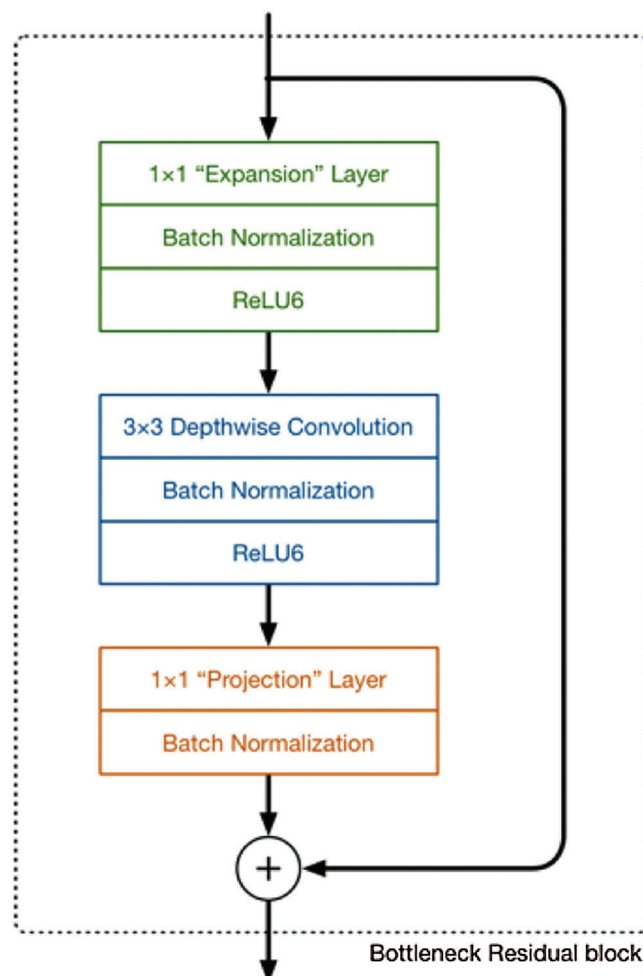 1×1 “Expansion” Layer
Batch Normalization
ReLU6
3×3 Depthwise Convolution
Batch Normalization
ReLU6
1×1 “Projection” Layer
Batch Normalization
+
Bottleneck Residual block